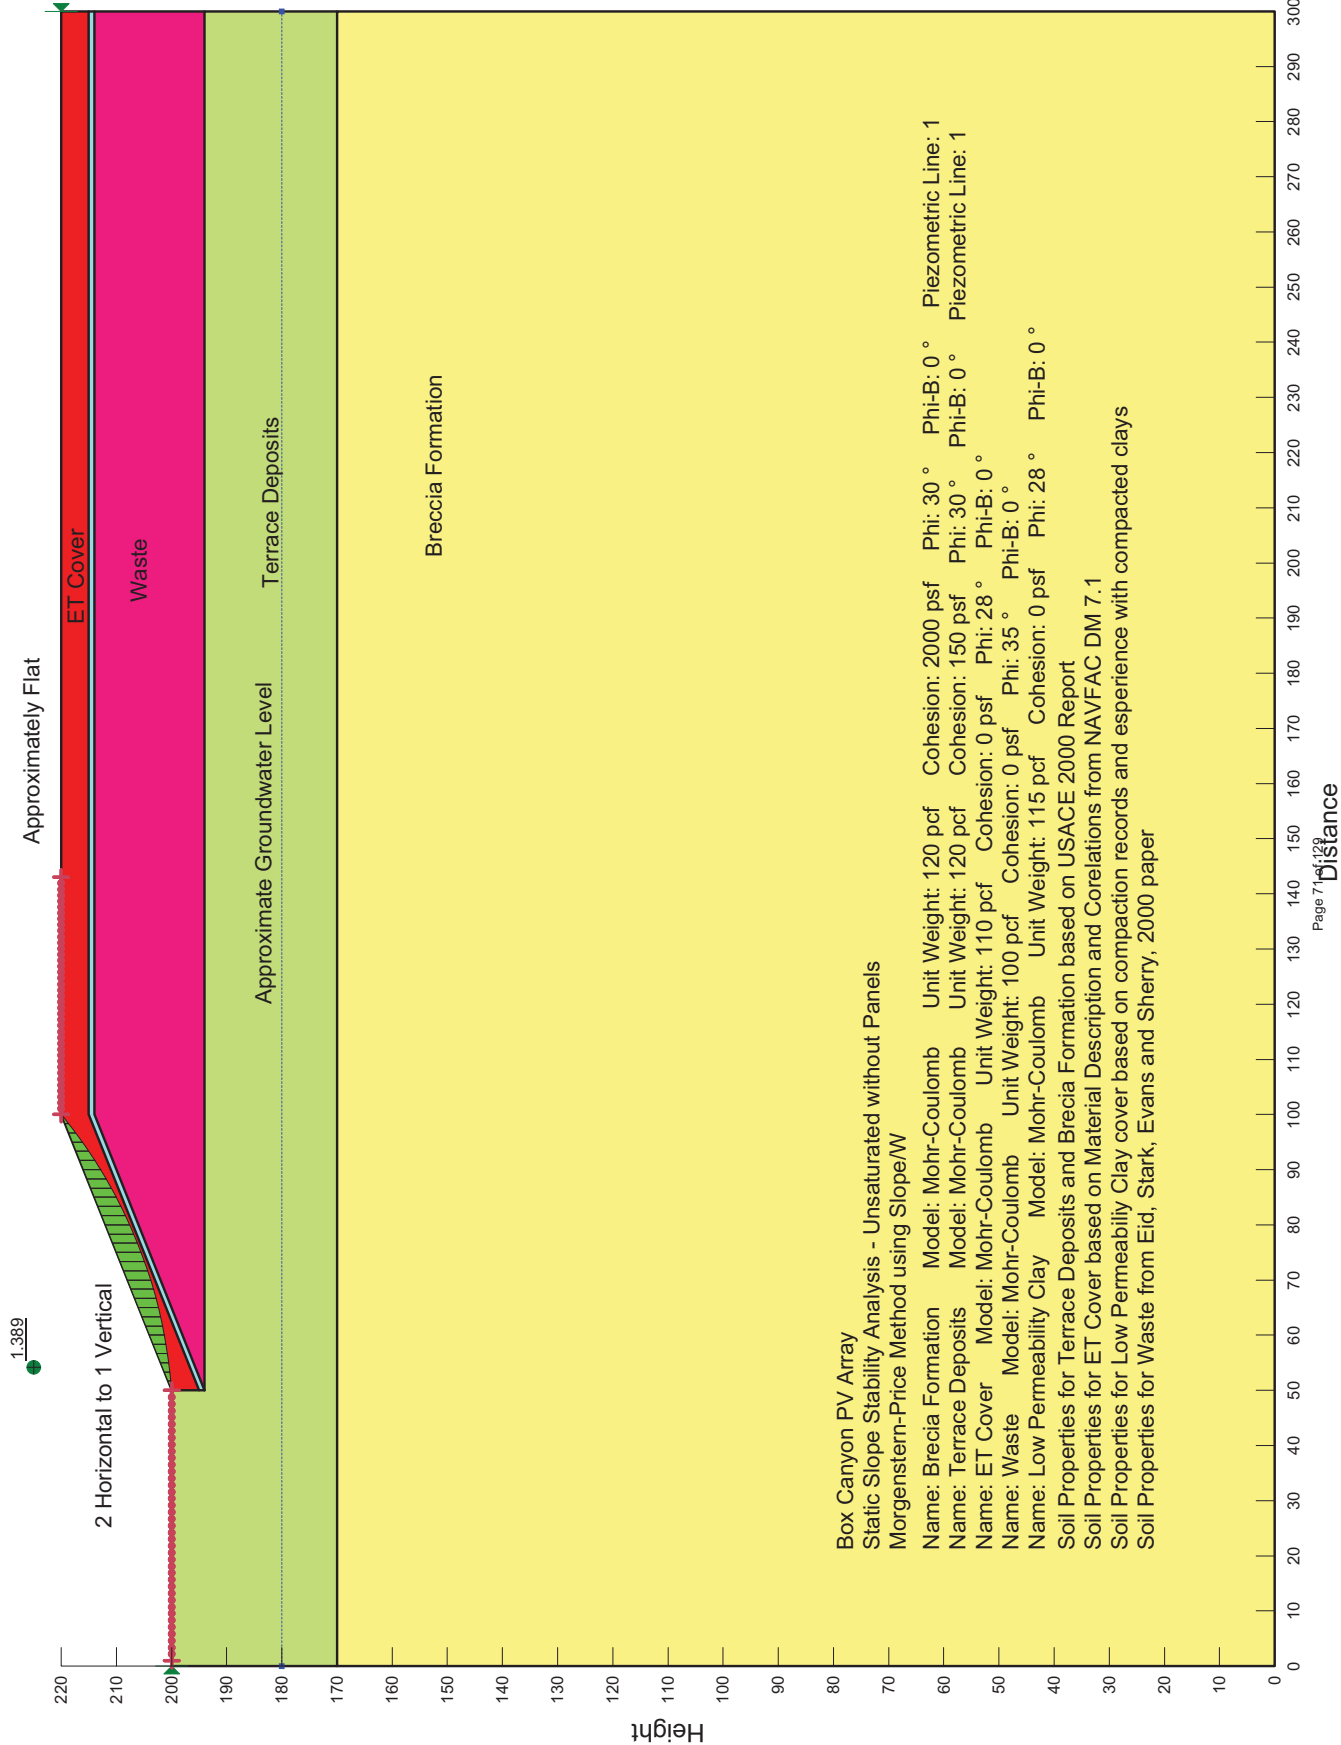 1.389
Approximately Flat
2 Horizontal to 1 Vertical
ET Cover
Waste
Approximate Groundwater Level
Terrace Deposits
Breccia Formation
Box Canyon PV Array
Static Slope Stability Analysis - Unsaturated without Panels
Morgenstern-Price Method using Slope/W
Name: Brecia Formation Model: Mohr-Coulomb Unit Weight: 120 pcf Cohesion: 2000 psf Phi: 30 ° Phi-B: 0 ° Piezometric Line: 1
Name: Terrace Deposits Model: Mohr-Coulomb Unit Weight: 120 pcf Cohesion: 150 psf Phi: 30 ° Phi-B: 0 ° Piezometric Line: 1
Name: ET Cover Model: Mohr-Coulomb Unit Weight: 110 pcf Cohesion: 0 psf Phi: 28 ° Phi-B: 0 °
Name: Waste Model: Mohr-Coulomb Unit Weight: 100 pcf Cohesion: 0 psf Phi: 35 ° Phi-B: 0 °
Name: Low Permeability Clay Model: Mohr-Coulomb Unit Weight: 115 pcf Cohesion: 0 psf Phi: 28 ° Phi-B: 0 °
Soil Properties for Terrace Deposits and Brecia Formation based on USACE 2000 Report
Soil Properties for ET Cover based on Material Description and Corelations from NAVFAC DM 7.1
Soil Properties for Low Permeabiliy Clay cover based on compaction records and esperience with compacted clays
Soil Properties for Waste from Eid, Stark, Evans and Sherry, 2000 paper
Height
220
210
200
190
180
170
160
150
140
130
120
110
100
90
80
70
60
50
40
30
20
10
0
0 10 20 30 40 50 60 70 80 90 100 110 120 130 140 150 160 170 180 190 200 210 220 230 240 250 260 270 280 290 300
Page 71 of 129
Distance